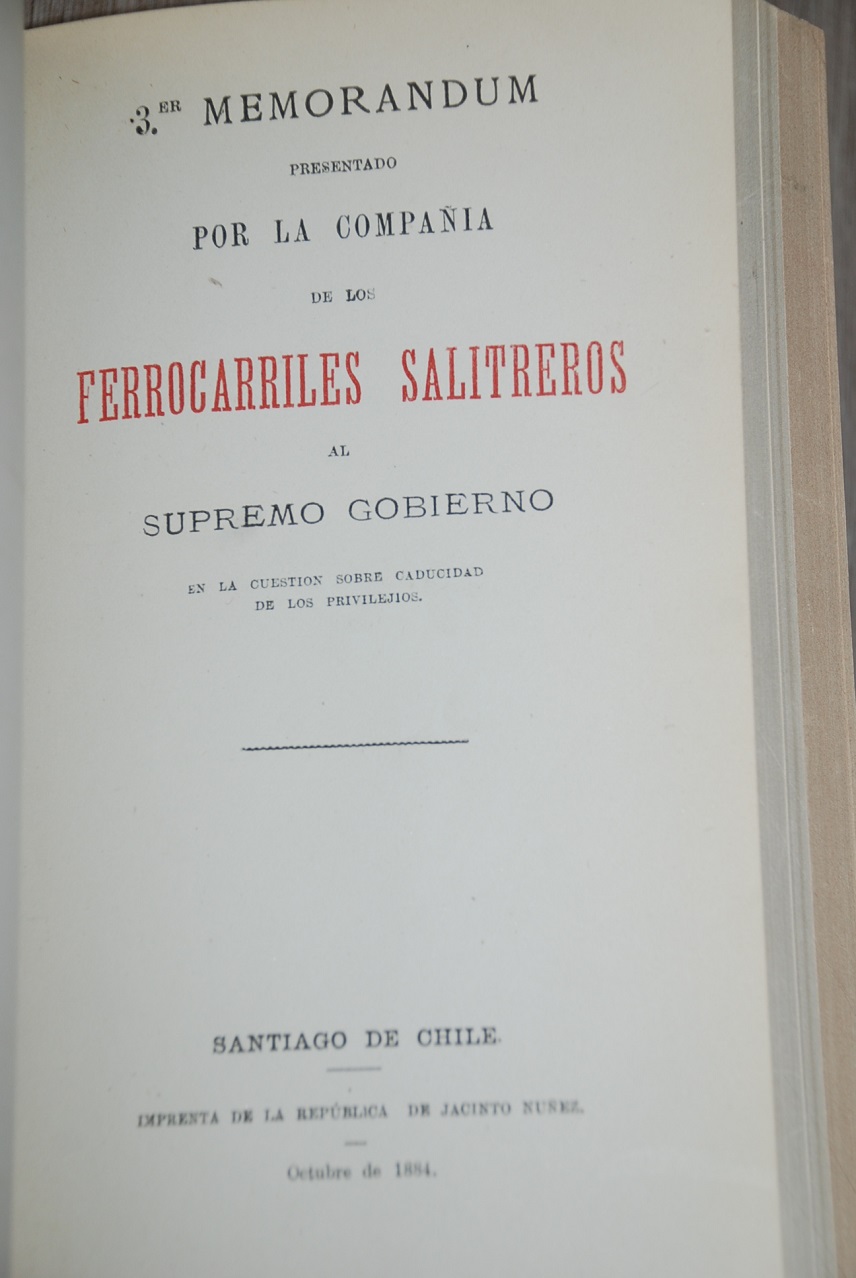 3.ER MEMORANDUM
PRESENTADO
POR LA COMPAÑIA
DE LOS
FERROCARRILES SALITREROS
AL
SUPREMO GOBIERNO
EN LA CUESTION SOBRE CADUCIDAD
DE LOS PRIVILEJIOS.
SANTIAGO DE CHILE.
IMPRENTA DE LA REPÚBLICA DE JACINTO NUÑEZ.
Octubre de 1884.